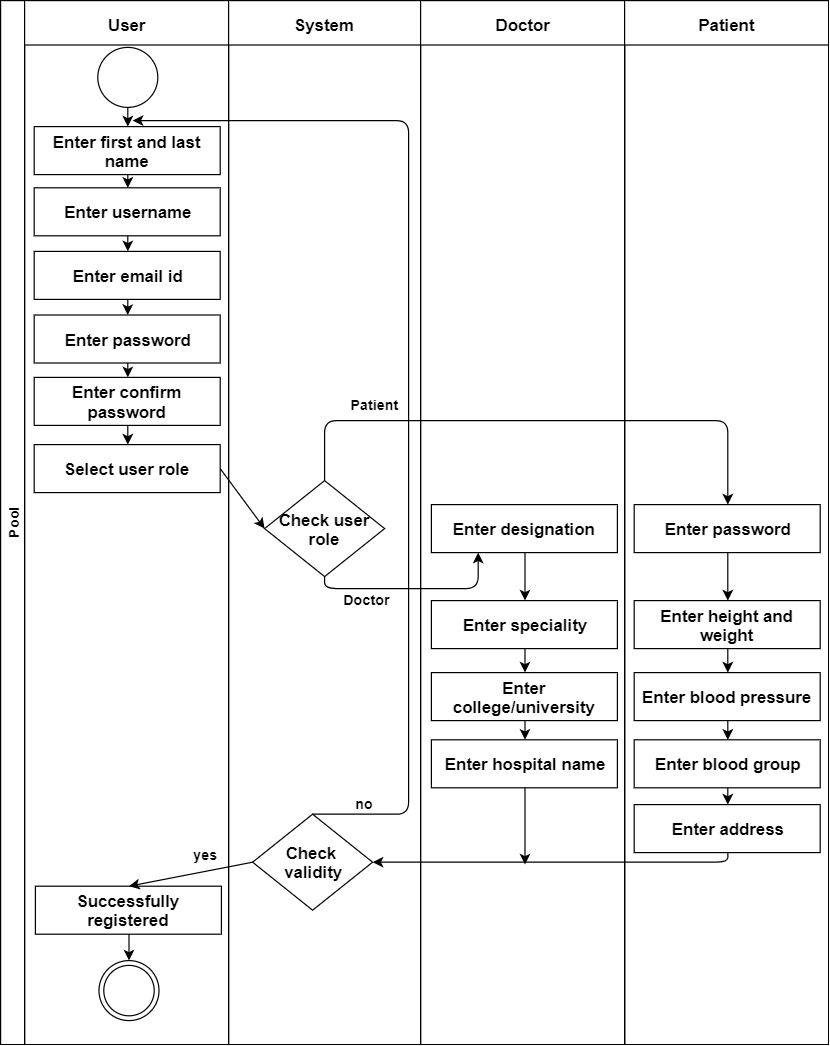 User
System
Doctor
Patient
Enter first and last
name
Enter username
Enter email id
Enter password
Enter confirm
password
Select user role
Patient
Check user
role
Doctor
Pool
Enter designation
Enter speciality
Enter
college/university
Enter hospital name
Enter password
Enter height and
weight
Enter blood pressure
Enter blood group
Enter address
no
Check
validity
yes
Successfully
registered